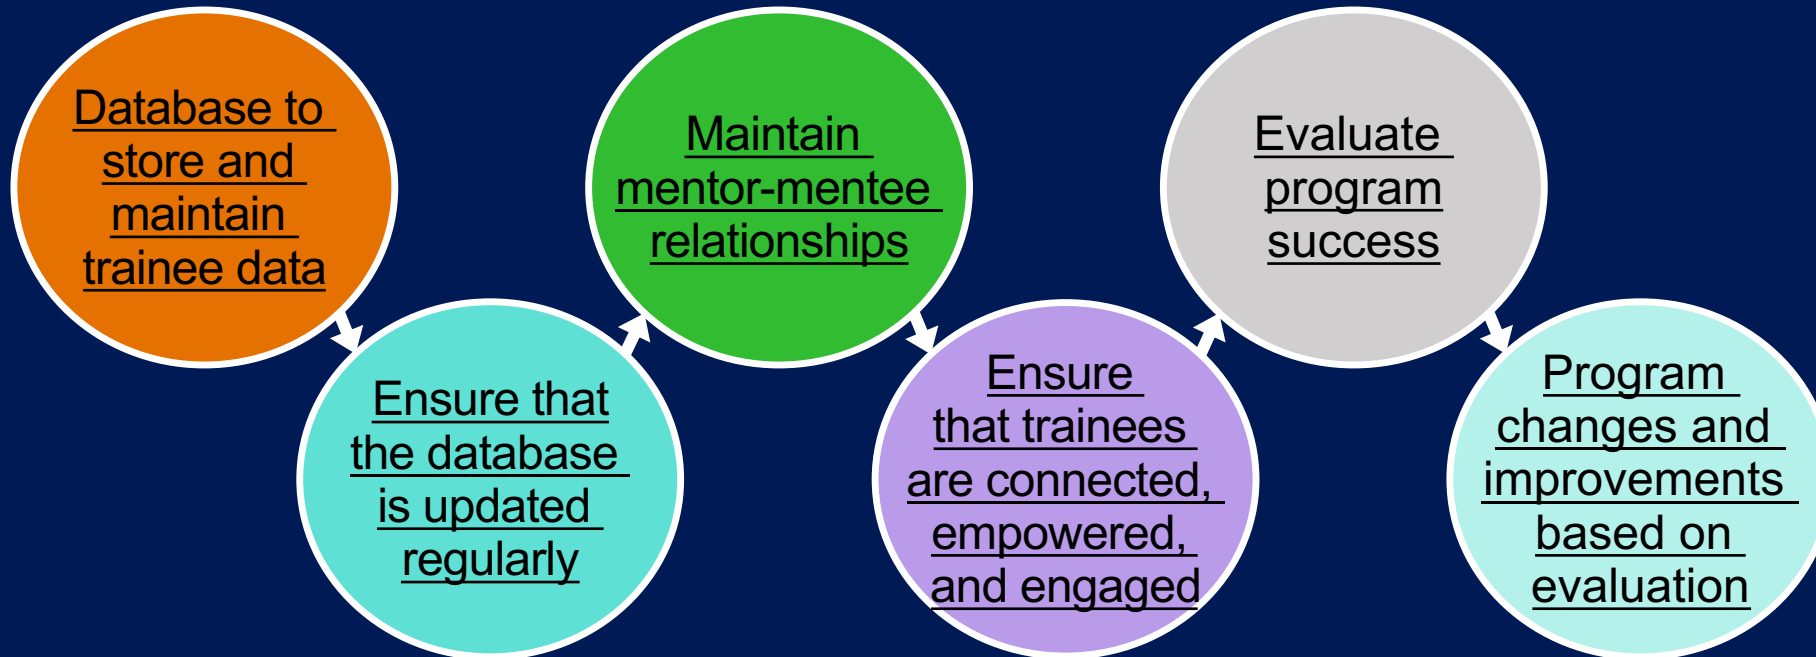 Database to
store and
maintain
trainee data
Ensure that
the database
is updated
regularly
Maintain
mentor-mentee
relationships
Ensure
that trainees
are connected,
empowered,
and engaged
Evaluate
program
success
Program
changes and
improvements
based on
evaluation